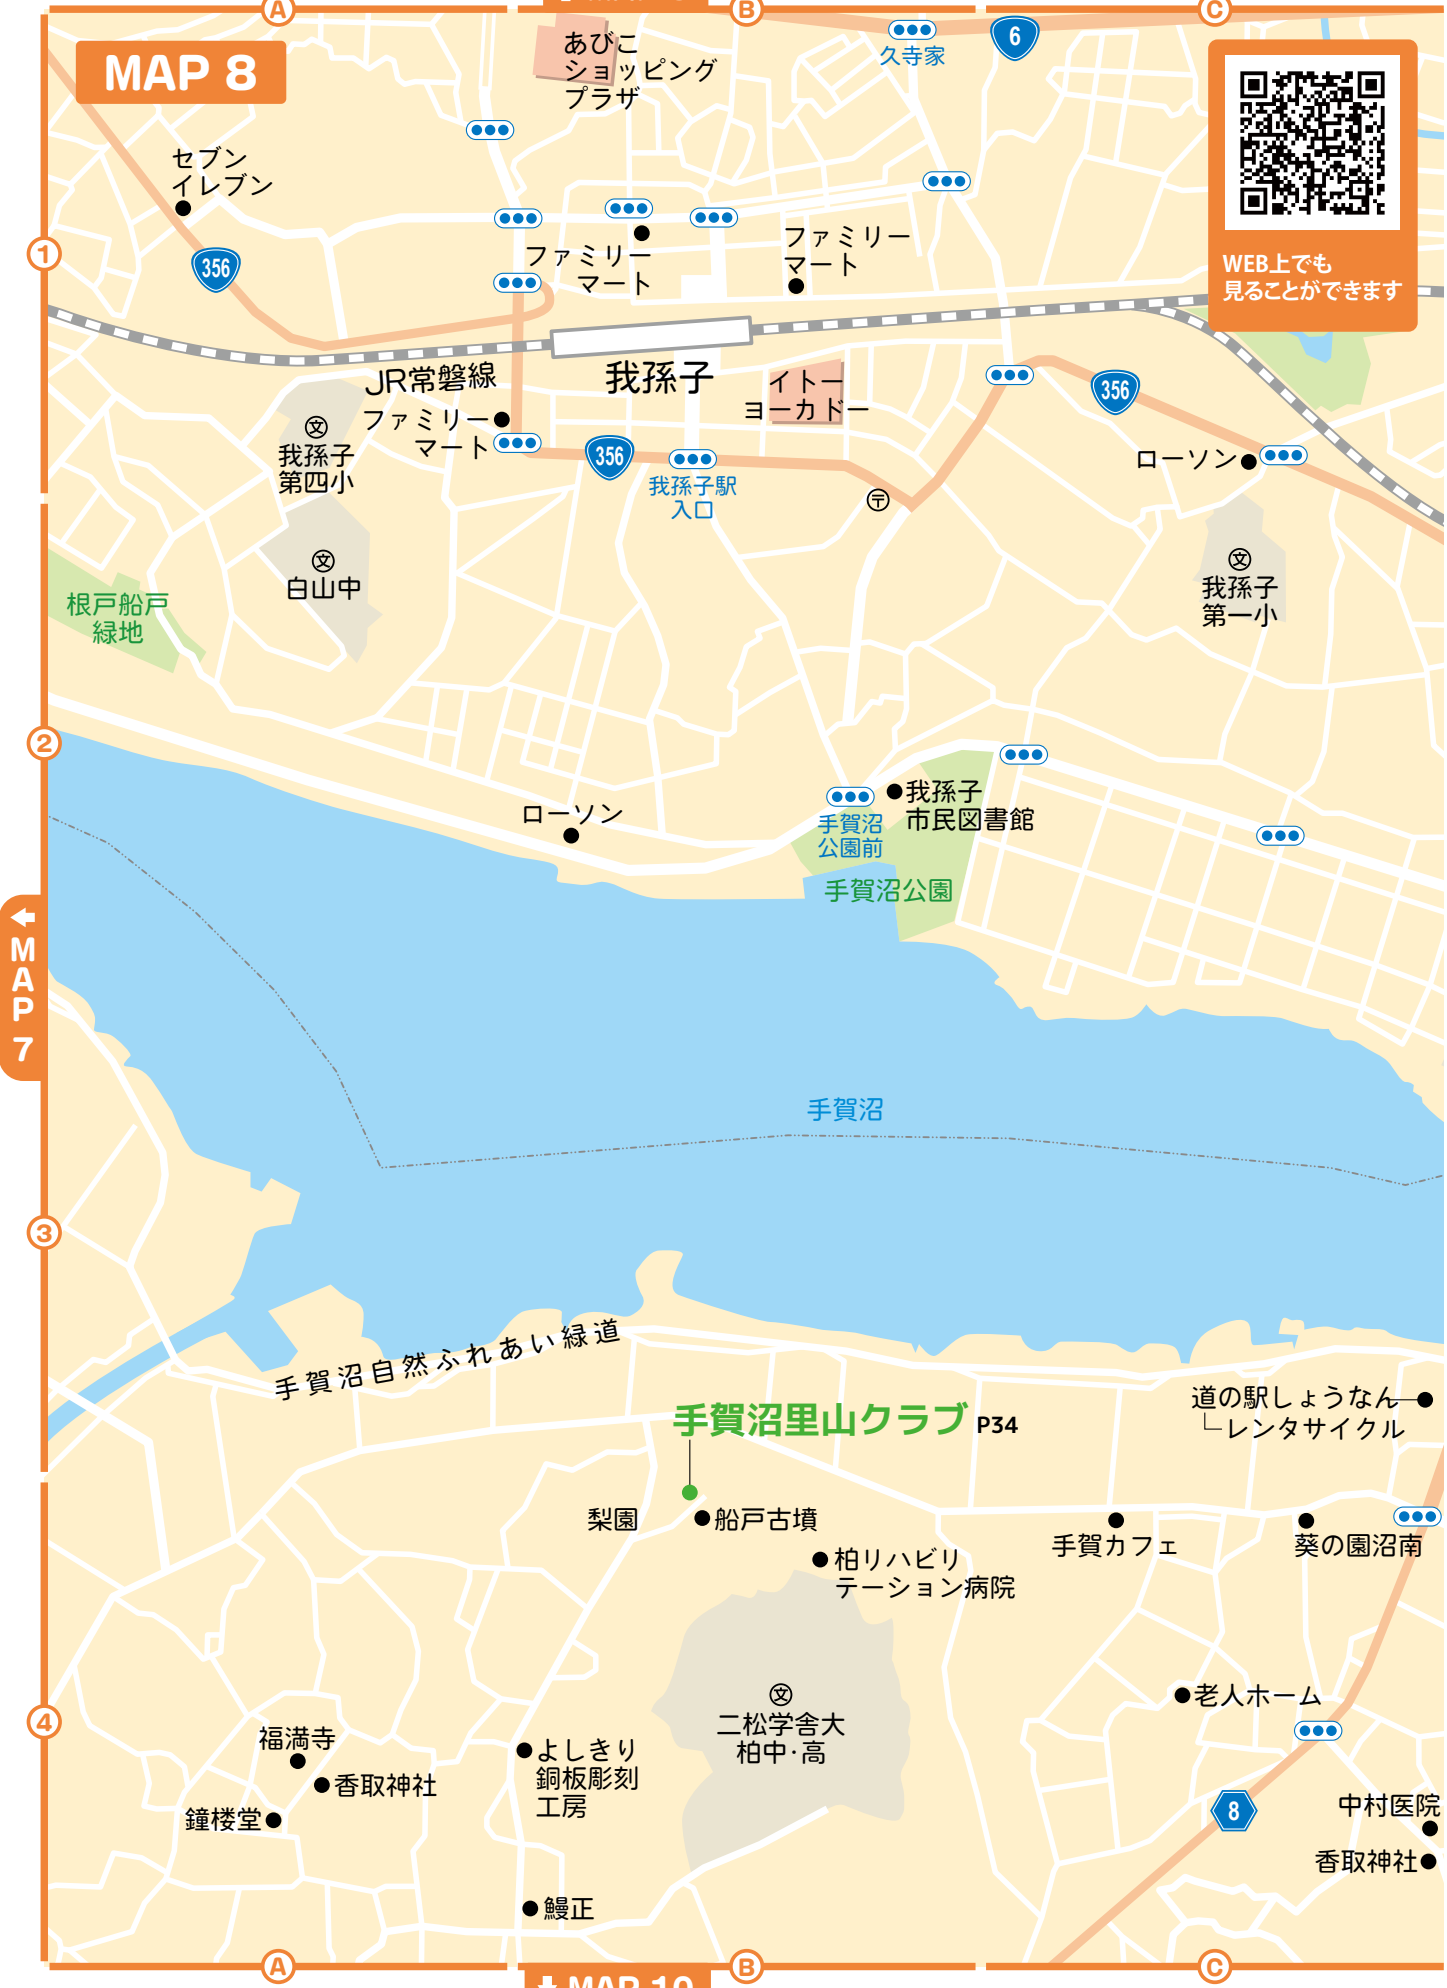 A
B
C
MAP 8
あびこ
ショッピング
プラザ
久寺家
6
セブン
イレブン
1
356
ファミリー
マート
ファミリー
マート
WEB上でも
見ることができます
JR常磐線
我孫子
イトー
ヨーカドー
356
ファミリー
マート
356
我孫子駅
入口
〒
ローソン
文
我孫子
第四小
文
白山中
文
我孫子
第一小
根戸船戸
緑地
2
ローソン
我孫子
市民図書館
手賀沼
公園前
手賀沼公園
MAP 7
手賀沼
3
手賀沼自然ふれあい緑道
手賀沼里山クラブ P34
道の駅しょうなん
レンタサイクル
梨園
船戸古墳
手賀カフェ
葵の園沼南
柏リハビリ
テーション病院
文
二松学舎大
柏中・高
老人ホーム
4
福満寺
香取神社
鐘楼堂
よしきり
銅板彫刻
工房
8
中村医院
香取神社
鰻正
A
B
C
MAP 10